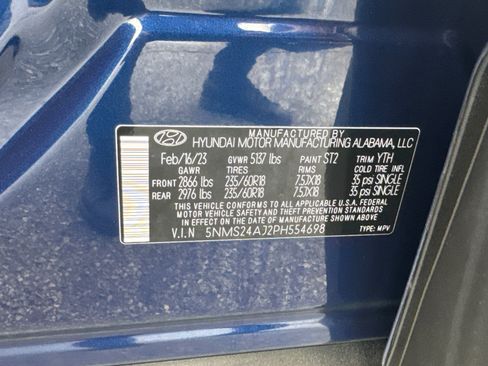 MANUFACTURED BY
HYUNDAI MOTOR MANUFACTURING ALABAMA, LLC
Feb/16/23 GVWR 5137 lbs PAINT ST2 TRIM YTH
GAWR TIRES RIMS COLD TIRE INFL
FRONT 2866 lbs 235/60R18 7.5JX18 35 psi SINGLE
REAR 2976 lbs 235/60R18 7.5JX18 35 psi SINGLE
THIS VEHICLE CONFORMS TO ALL APPLICABLE U.S.A. FEDERAL
MOTOR VEHICLE SAFETY, BUMPER, AND THEFT PREVENTION
STANDARDS IN EFFECT ON THE DATE OF MANUFACTURE SHOWN ABOVE.
V.I.N 5NMS24AJ2PH554698 TYPE: MPV